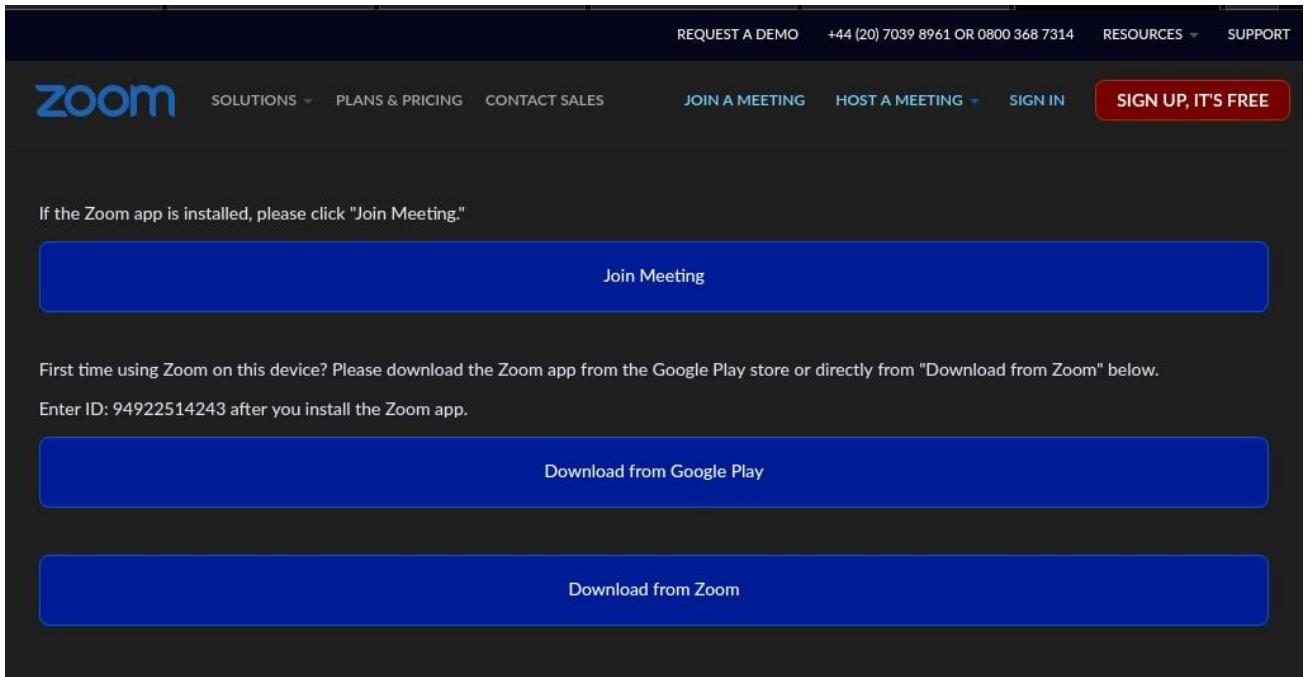 REQUEST A DEMO +44 (20) 7039 8961 OR 0800 368 7314 RESOURCES SUPPORT
zoom SOLUTIONS PLANS & PRICING CONTACT SALES JOIN A MEETING HOST A MEETING SIGN IN SIGN UP, IT'S FREE
If the Zoom app is installed, please click "Join Meeting."
Join Meeting
First time using Zoom on this device? Please download the Zoom app from the Google Play store or directly from "Download from Zoom" below.
Enter ID: 94922514243 after you install the Zoom app.
Download from Google Play
Download from Zoom